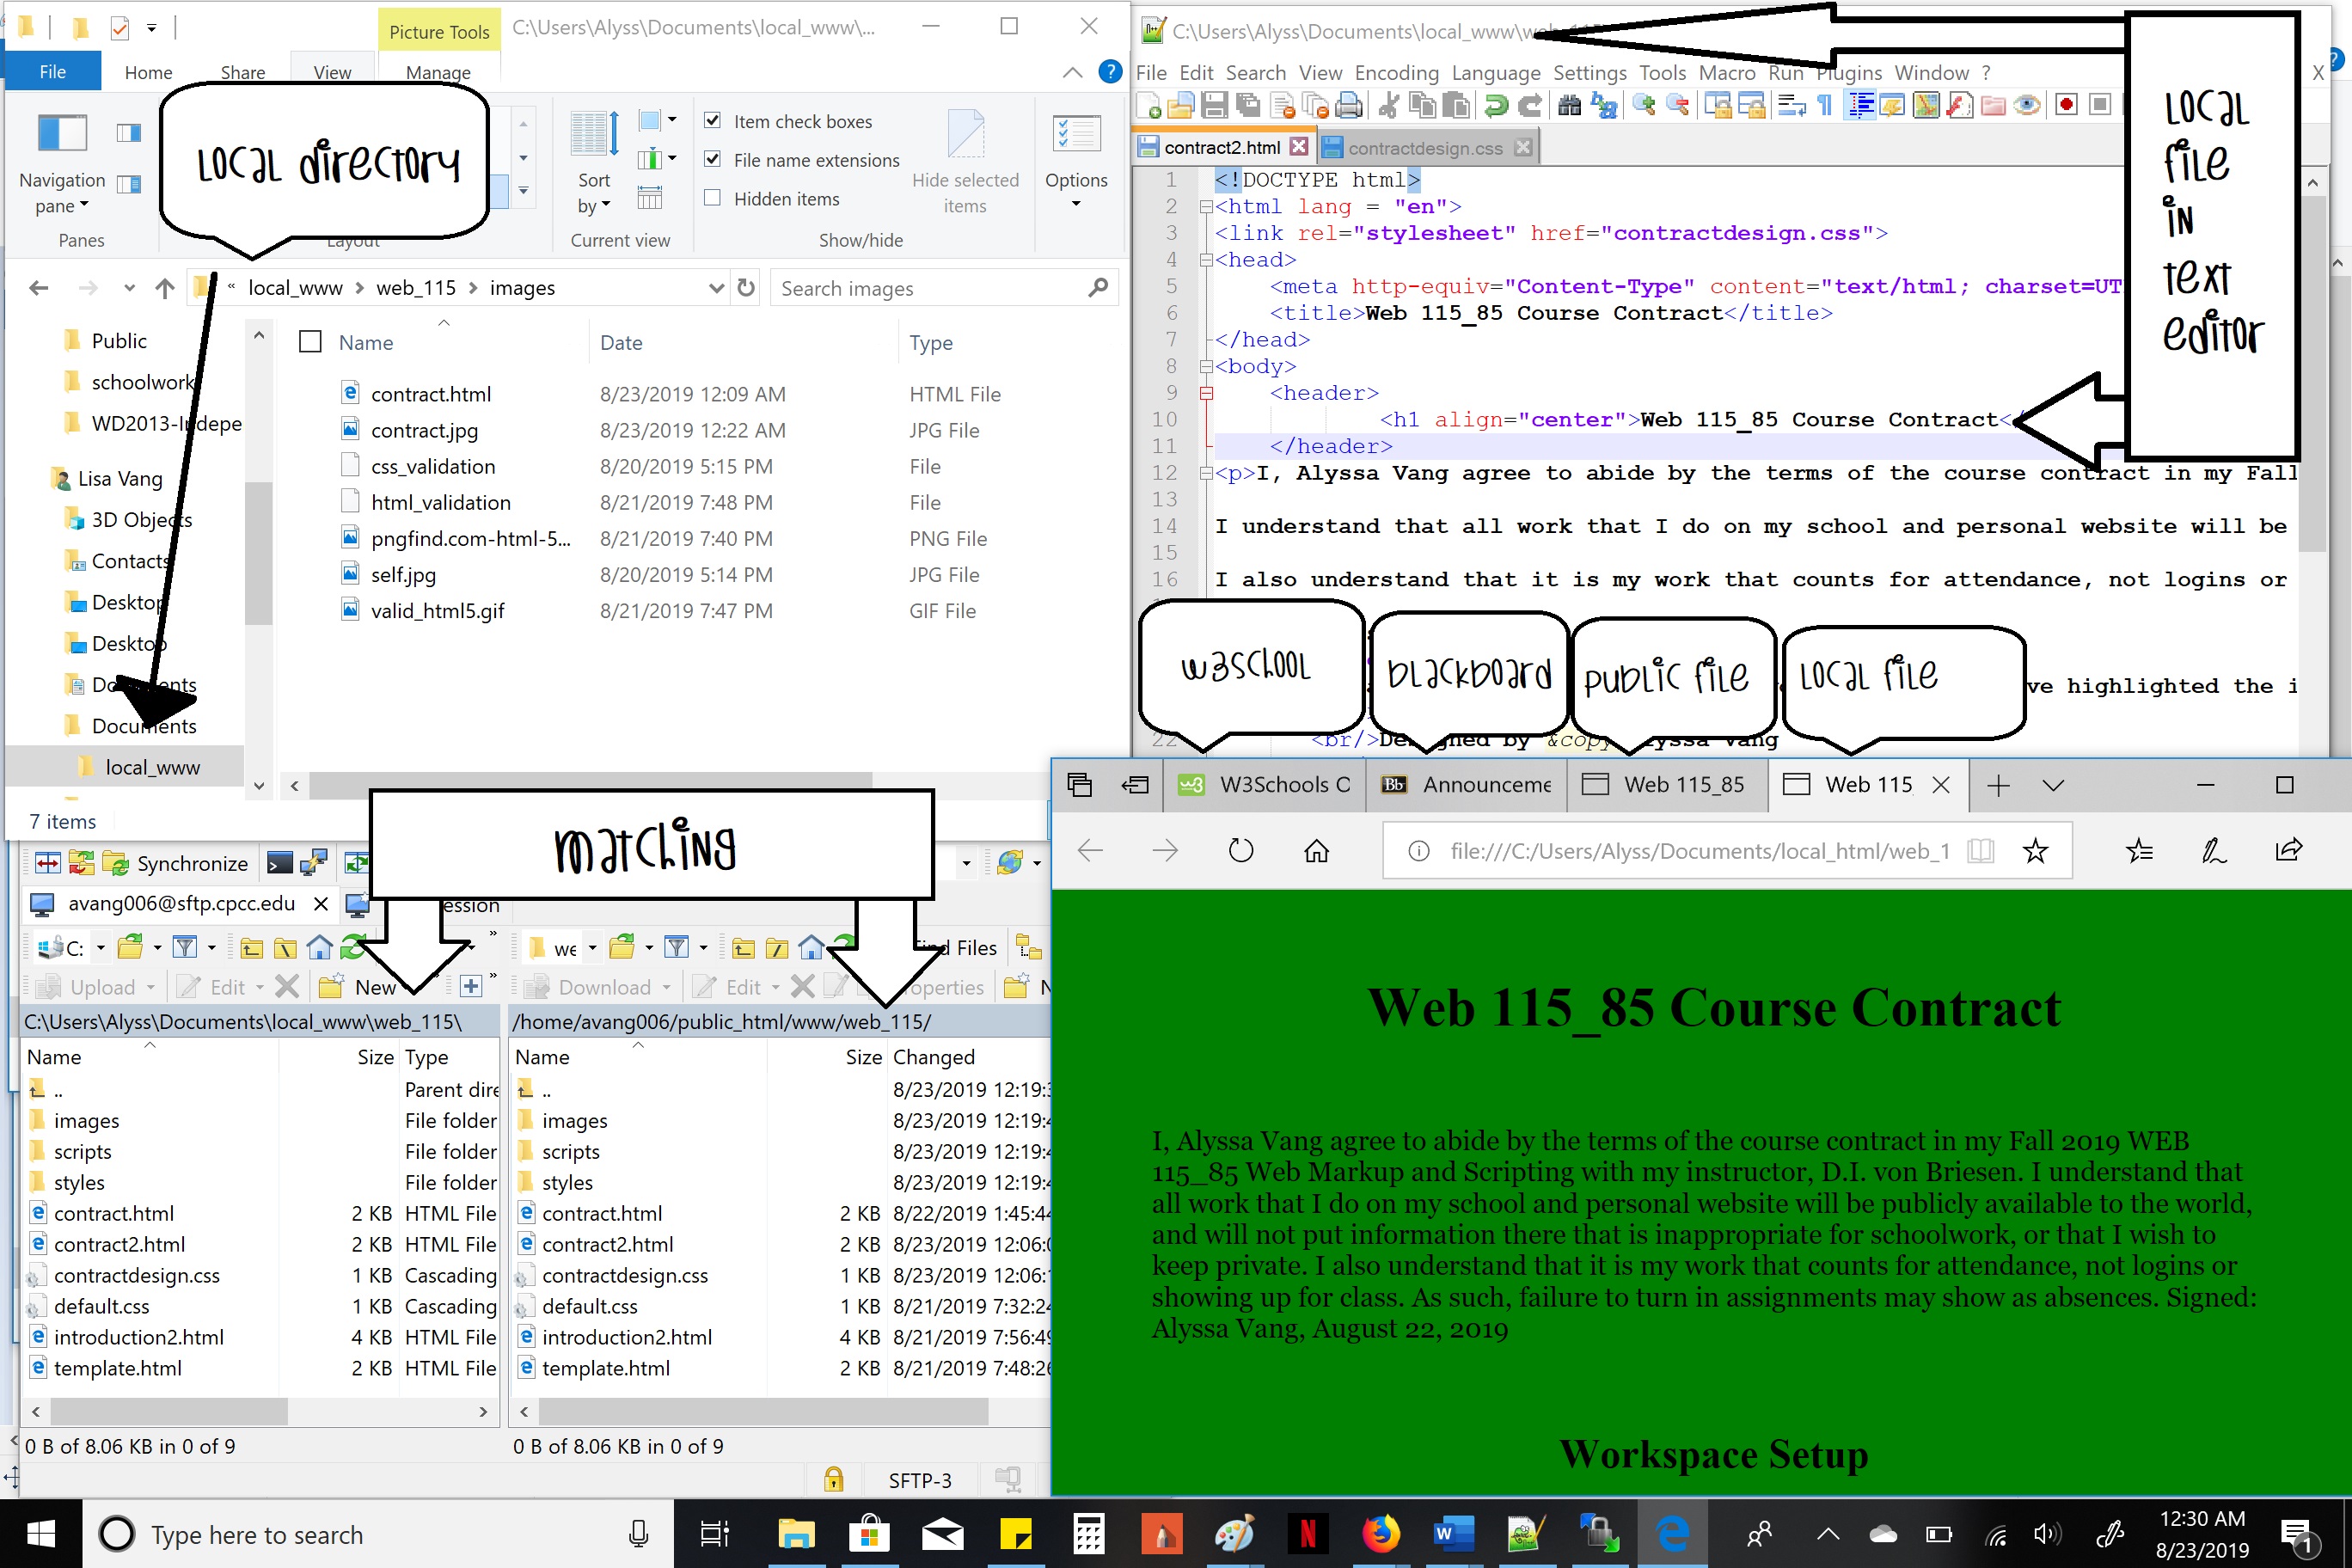 Picture Tools
C:\Users\Alyss\Documents\local_www\...
File
Home
Share
View
Manage
Navigation
pane
Panes
Local directory
Layout
Sort
by
Current view
Item check boxes
File name extensions
Hidden items
Hide selected
items
Show/hide
Options
« local_www > web_115 > images
Search images
Public
schoolwork
WD2013-Indepe
Lisa Vang
3D Objects
Contacts
Desktop
Desktop
Documents
Documents
local_www
Name Date Type
contract.html 8/23/2019 12:09 AM HTML File
contract.jpg 8/23/2019 12:22 AM JPG File
css_validation 8/20/2019 5:15 PM File
html_validation 8/21/2019 7:48 PM File
pngfind.com-html-5... 8/21/2019 7:40 PM PNG File
self.jpg 8/20/2019 5:14 PM JPG File
valid_html5.gif 8/21/2019 7:47 PM GIF File
7 items
C:\Users\Alyss\Documents\local_www\we
File Edit Search View Encoding Language Settings Tools Macro Run Plugins Window ?
X
contract2.html
contractdesign.css
Local
file
in
text
editor
1 <!DOCTYPE html>
2 <html lang = "en">
3 <link rel="stylesheet" href="contractdesign.css">
4 <head>
5 <meta http-equiv="Content-Type" content="text/html; charset=UT
6 <title>Web 115_85 Course Contract</title>
7 </head>
8 <body>
9 <header>
10 <h1 align="center">Web 115_85 Course Contract</
11 </header>
12 <p>I, Alyssa Vang agree to abide by the terms of the course contract in my Fall
13
14 I understand that all work that I do on my school and personal website will be
15
16 I also understand that it is my work that counts for attendance, not logins or
ve highlighted the i
22 <br/>Designed by &copy Alyssa Vang
W3School
Blackboard
Public file
Local file
W3Schools O
Bb
Announceme
Web 115_85
Web 115
file:///C:/Users/Alyss/Documents/local_html/web_1
Web 115_85 Course Contract
I, Alyssa Vang agree to abide by the terms of the course contract in my Fall 2019 WEB
115_85 Web Markup and Scripting with my instructor, D.I. von Briesen. I understand that
all work that I do on my school and personal website will be publicly available to the world,
and will not put information there that is inappropriate for schoolwork, or that I wish to
keep private. I also understand that it is my work that counts for attendance, not logins or
showing up for class. As such, failure to turn in assignments may show as absences. Signed:
Alyssa Vang, August 22, 2019
Workspace Setup
Matching
Synchronize
avang006@sftp.cpcc.edu
ession
C:
we
nd Files
Upload
Edit
New
Download
Edit
operties
N
C:\Users\Alyss\Documents\local_www\web_115\
Name Size Type
.. Parent dire
images File folder
scripts File folder
styles File folder
contract.html 2 KB HTML File
contract2.html 2 KB HTML File
contractdesign.css 1 KB Cascading
default.css 1 KB Cascading
introduction2.html 4 KB HTML File
template.html 2 KB HTML File
0 B of 8.06 KB in 0 of 9
/home/avang006/public_html/www/web_115/
Name Size Changed
.. 8/23/2019 12:19:3
images 8/23/2019 12:19:4
scripts 8/23/2019 12:19:4
styles 8/23/2019 12:19:4
contract.html 2 KB 8/22/2019 1:45:44
contract2.html 2 KB 8/23/2019 12:06:0
contractdesign.css 1 KB 8/23/2019 12:06:1
default.css 1 KB 8/21/2019 7:32:24
introduction2.html 4 KB 8/21/2019 7:56:49
template.html 2 KB 8/21/2019 7:48:26
0 B of 8.06 KB in 0 of 9
SFTP-3
Type here to search
12:30 AM
8/23/2019
1